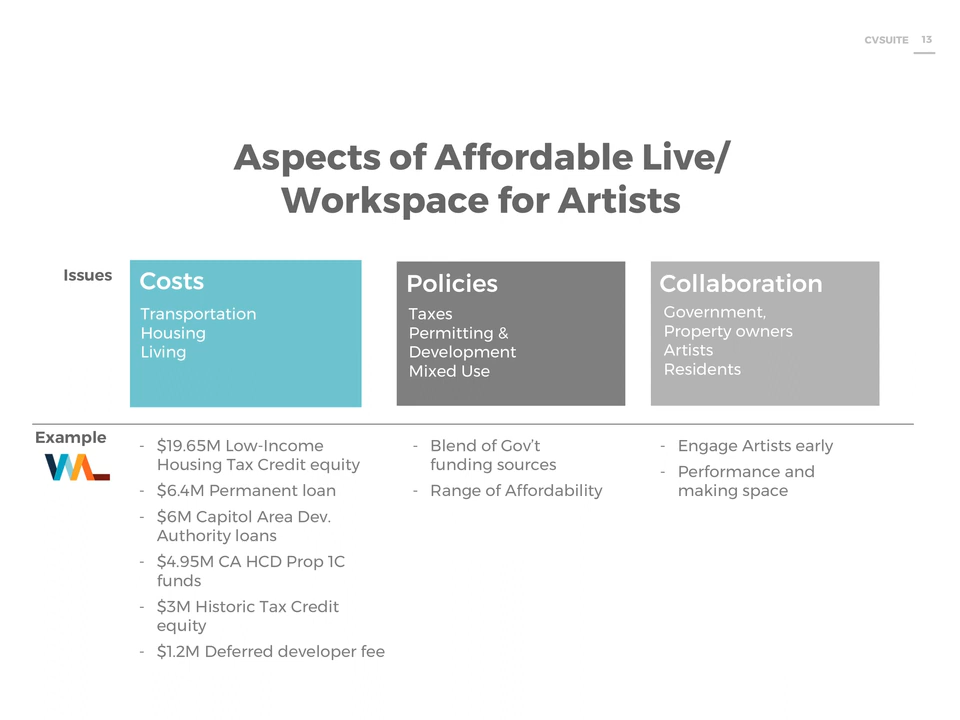 CVSUITE 13
Aspects of Affordable Live/
Workspace for Artists
Issues
Costs
Transportation
Housing
Living
Policies
Taxes
Permitting &
Development
Mixed Use
Collaboration
Government,
Property owners
Artists
Residents
Example
WAL
- $19.65M Low-Income
Housing Tax Credit equity
- $6.4M Permanent loan
- $6M Capitol Area Dev.
Authority loans
- $4.95M CA HCD Prop 1C
funds
- $3M Historic Tax Credit
equity
- $1.2M Deferred developer fee
- Blend of Gov't
funding sources
- Range of Affordability
- Engage Artists early
- Performance and
making space